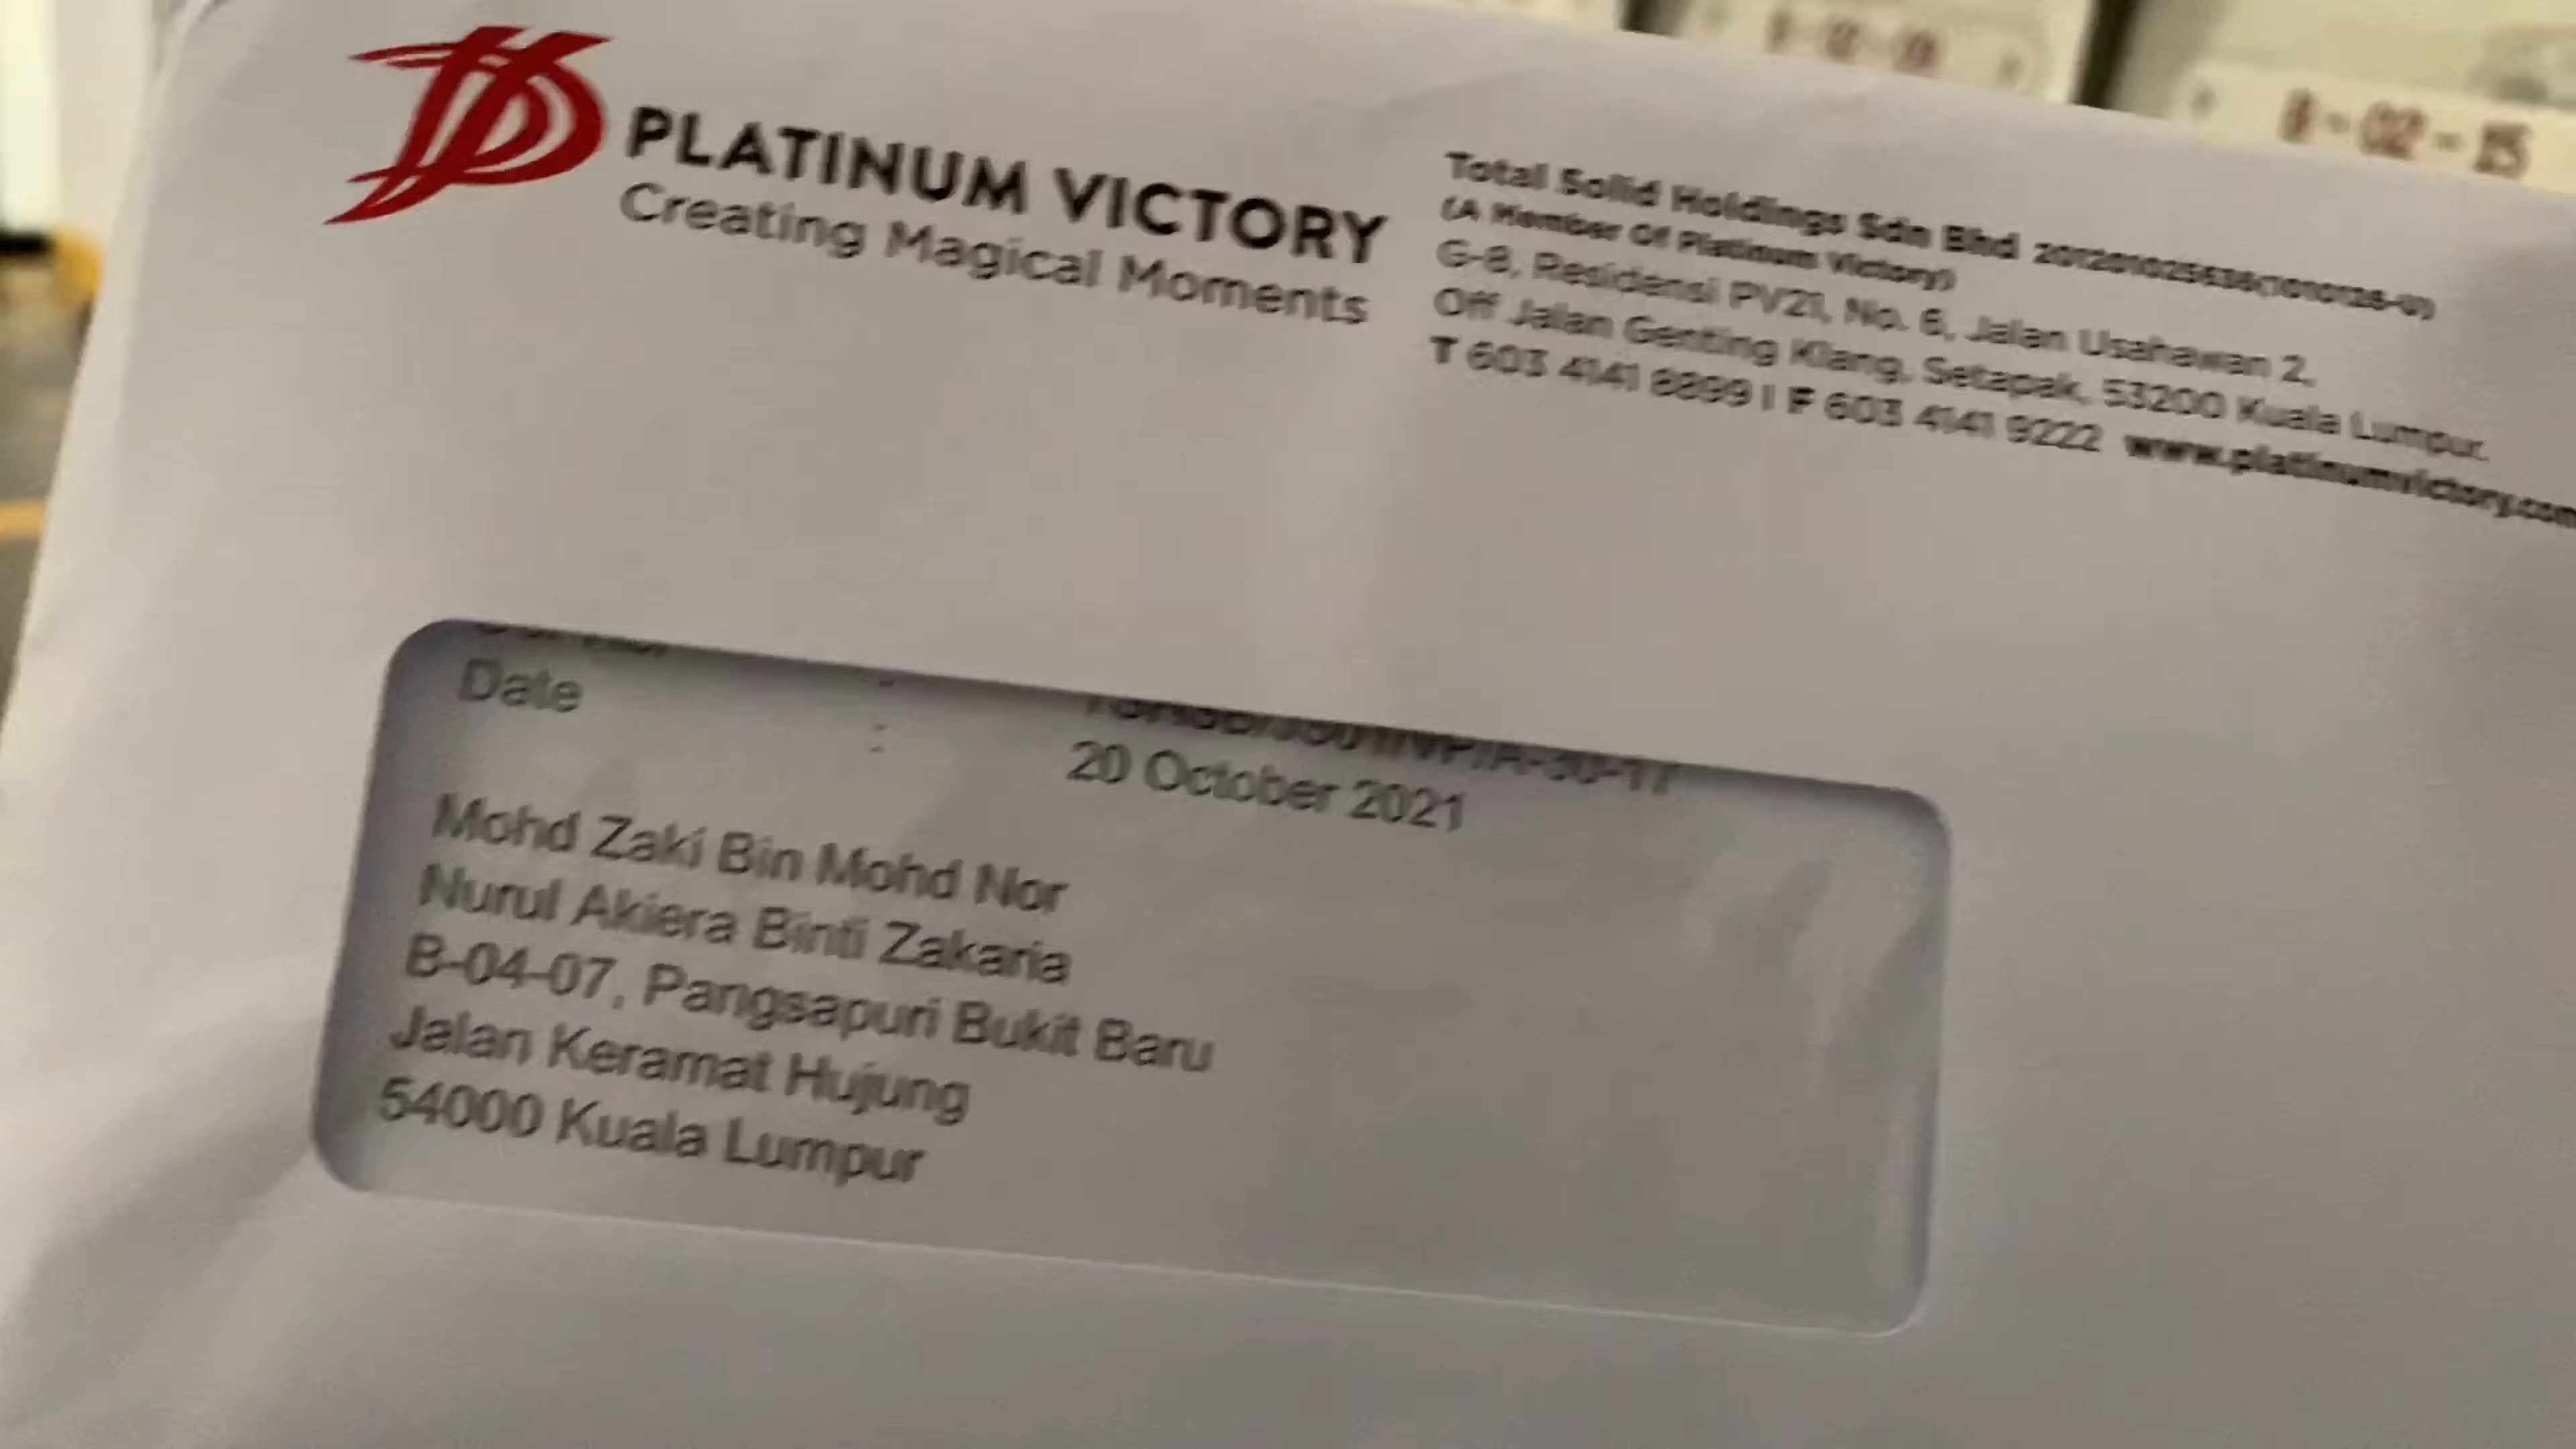 PLATINUM VICTORY
Creating Magical Moments
Total Solid Holdings Sdn Bhd
(A Member Of Platinum Victory)
G-8, Residensi PV21, No. 6, Jalan Usahawan 2,
Off Jalan Genting Klang, Setapak, 53200 Kuala Lumpur.
T 603 4141 8899 | F 603 4141 9222 www.platinumvictory.com
Date :
20 October 2021
Mohd Zaki Bin Mohd Nor
Nurul Akiera Binti Zakaria
B-04-07, Pangsapuri Bukit Baru
Jalan Keramat Hujung
54000 Kuala Lumpur